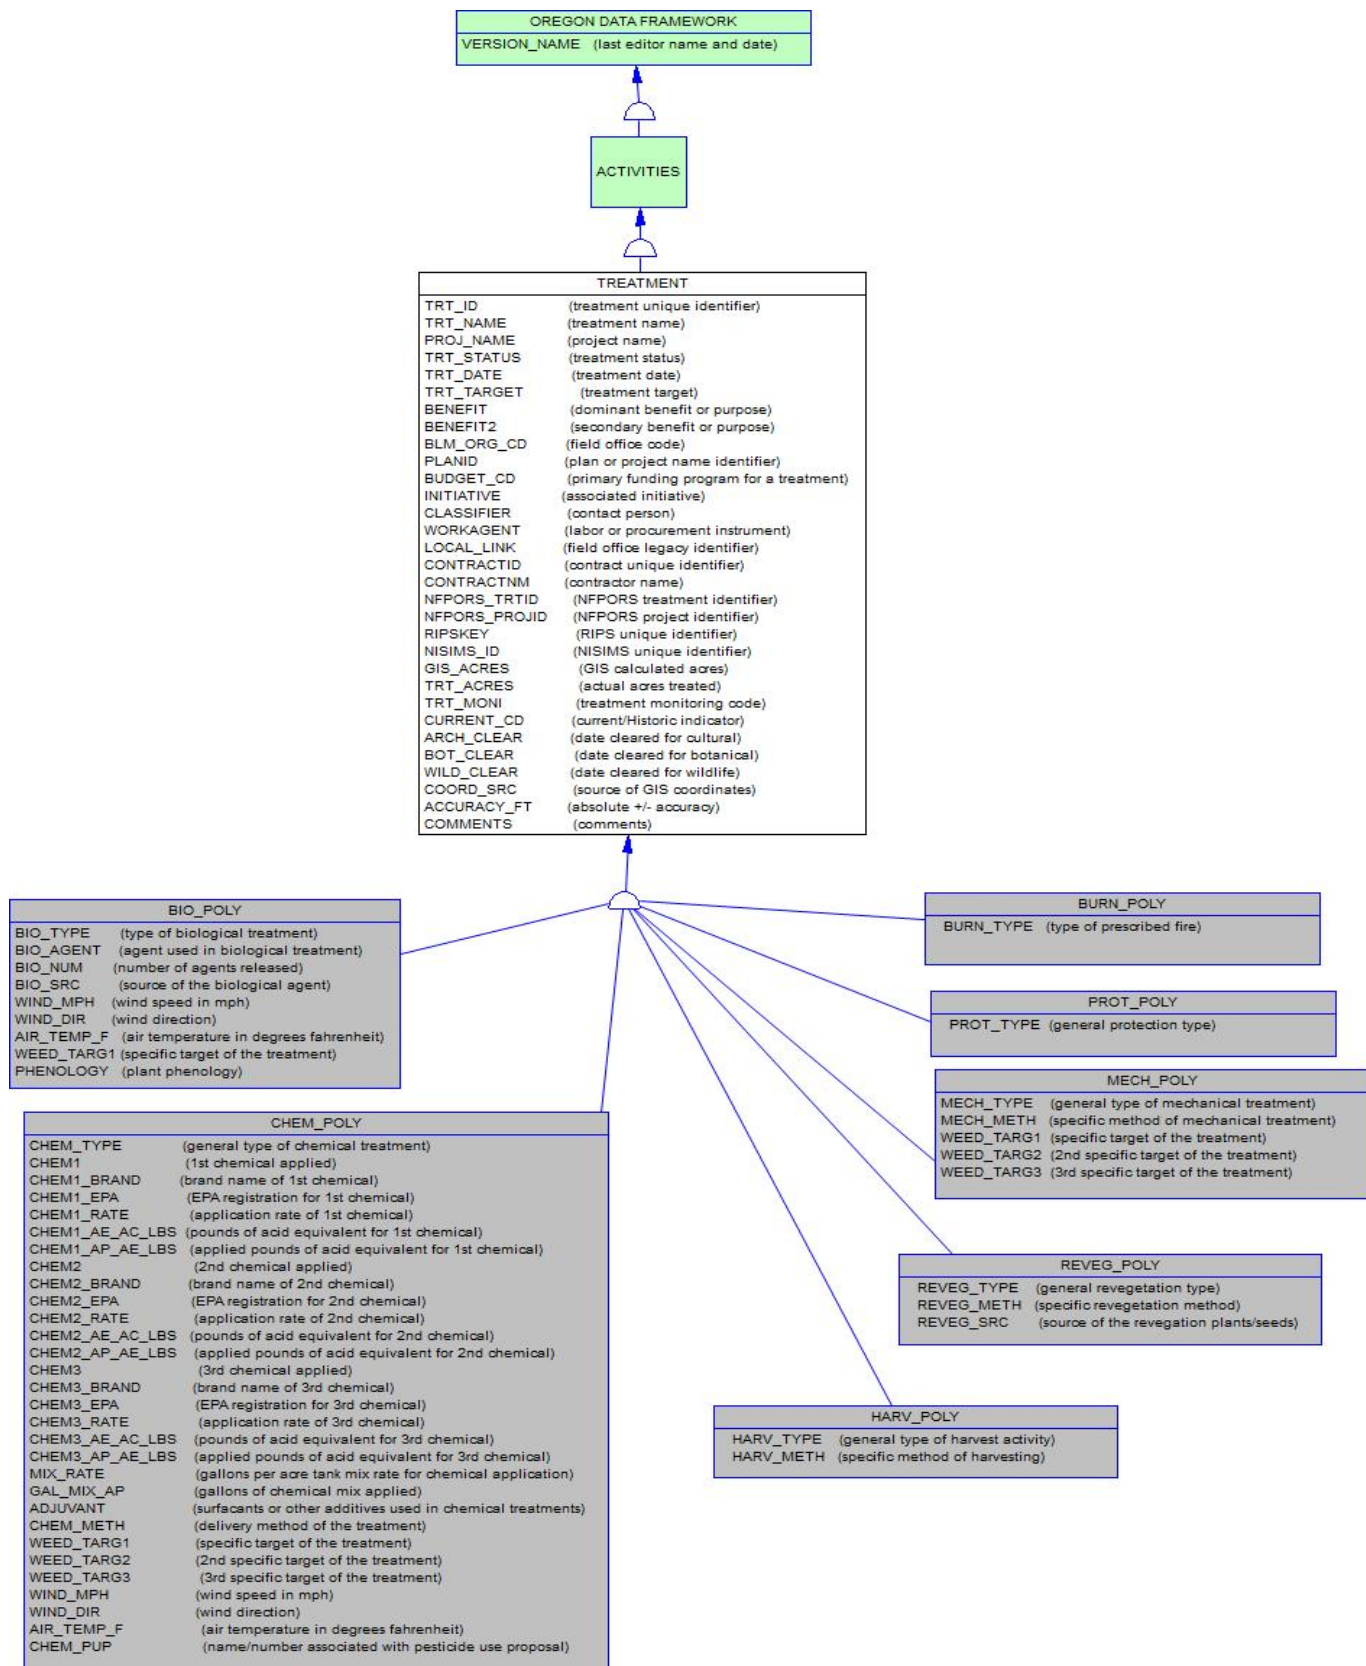 OREGON DATA FRAMEWORK
VERSION_NAME (last editor name and date)
ACTIVITIES
TREATMENT
TRT_ID (treatment unique identifier)
TRT_NAME (treatment name)
PROJ_NAME (project name)
TRT_STATUS (treatment status)
TRT_DATE (treatment date)
TRT_TARGET (treatment target)
BENEFIT (dominant benefit or purpose)
BENEFIT2 (secondary benefit or purpose)
BLM_ORG_CD (field office code)
PLANID (plan or project name identifier)
BUDGET_CD (primary funding program for a treatment)
INITIATIVE (associated initiative)
CLASSIFIER (contact person)
WORKAGENT (labor or procurement instrument)
LOCAL_LINK (field office legacy identifier)
CONTRACTID (contract unique identifier)
CONTRACTNM (contractor name)
NFPORS_TRTID (NFPORS treatment identifier)
NFPORS_PROJID (NFPORS project identifier)
RIPSKEY (RIPS unique identifier)
NISIMS_ID (NISIMS unique identifier)
GIS_ACRES (GIS calculated acres)
TRT_ACRES (actual acres treated)
TRT_MONI (treatment monitoring code)
CURRENT_CD (current/Historic indicator)
ARCH_CLEAR (date cleared for cultural)
BOT_CLEAR (date cleared for botanical)
WILD_CLEAR (date cleared for wildlife)
COORD_SRC (source of GIS coordinates)
ACCURACY_FT (absolute +/- accuracy)
COMMENTS (comments)
BIO_POLY
BIO_TYPE (type of biological treatment)
BIO_AGENT (agent used in biological treatment)
BIO_NUM (number of agents released)
BIO_SRC (source of the biological agent)
WIND_MPH (wind speed in mph)
WIND_DIR (wind direction)
AIR_TEMP_F (air temperature in degrees fahrenheit)
WEED_TARG1 (specific target of the treatment)
PHENOLOGY (plant phenology)
CHEM_POLY
CHEM_TYPE (general type of chemical treatment)
CHEM1 (1st chemical applied)
CHEM1_BRAND (brand name of 1st chemical)
CHEM1_EPA (EPA registration for 1st chemical)
CHEM1_RATE (application rate of 1st chemical)
CHEM1_AE_AC_LBS (pounds of acid equivalent for 1st chemical)
CHEM1_AP_AE_LBS (applied pounds of acid equivalent for 1st chemical)
CHEM2 (2nd chemical applied)
CHEM2_BRAND (brand name of 2nd chemical)
CHEM2_EPA (EPA registration for 2nd chemical)
CHEM2_RATE (application rate of 2nd chemical)
CHEM2_AE_AC_LBS (pounds of acid equivalent for 2nd chemical)
CHEM2_AP_AE_LBS (applied pounds of acid equivalent for 2nd chemical)
CHEM3 (3rd chemical applied)
CHEM3_BRAND (brand name of 3rd chemical)
CHEM3_EPA (EPA registration for 3rd chemical)
CHEM3_RATE (application rate of 3rd chemical)
CHEM3_AE_AC_LBS (pounds of acid equivalent for 3rd chemical)
CHEM3_AP_AE_LBS (applied pounds of acid equivalent for 3rd chemical)
MIX_RATE (gallons per acre tank mix rate for chemical application)
GAL_MIX_AP (gallons of chemical mix applied)
ADJUVANT (surfacants or other additives used in chemical treatments)
CHEM_METH (delivery method of the treatment)
WEED_TARG1 (specific target of the treatment)
WEED_TARG2 (2nd specific target of the treatment)
WEED_TARG3 (3rd specific target of the treatment)
WIND_MPH (wind speed in mph)
WIND_DIR (wind direction)
AIR_TEMP_F (air temperature in degrees fahrenheit)
CHEM_PUP (name/number associated with pesticide use proposal)
BURN_POLY
BURN_TYPE (type of prescribed fire)
PROT_POLY
PROT_TYPE (general protection type)
MECH_POLY
MECH_TYPE (general type of mechanical treatment)
MECH_METH (specific method of mechanical treatment)
WEED_TARG1 (specific target of the treatment)
WEED_TARG2 (2nd specific target of the treatment)
WEED_TARG3 (3rd specific target of the treatment)
REVEG_POLY
REVEG_TYPE (general revegetation type)
REVEG_METH (specific revegetation method)
REVEG_SRC (source of the revegation plants/seeds)
HARV_POLY
HARV_TYPE (general type of harvest activity)
HARV_METH (specific method of harvesting)